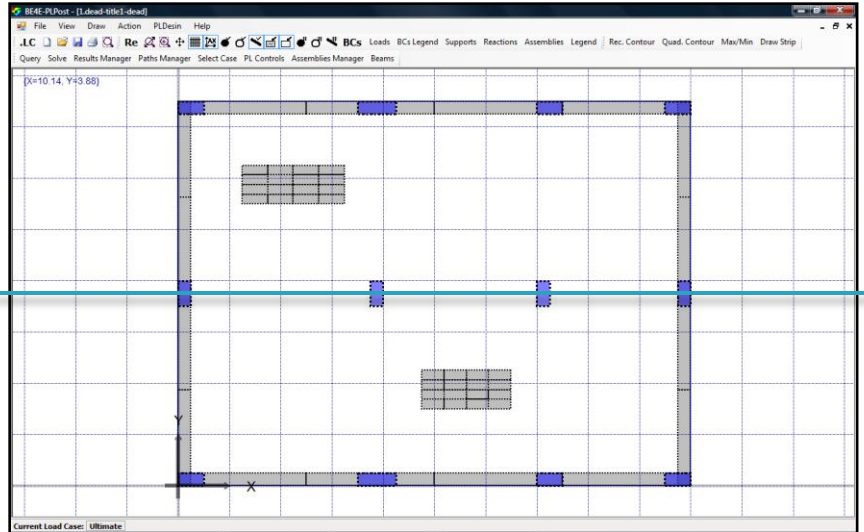 BE4E-PLPost - [1.dead-title1-dead]
File View Draw Action PLDesin Help
.LC Re BCs Loads BCs Legend Supports Reactions Assemblies Legend Rec. Contour Quad. Contour Max/Min Draw Strip
Query Solve Results Manager Paths Manager Select Case PL Controls Assemblies Manager Beams
(X=10.14, Y=3.88)
Y
X
Current Load Case: Ultimate